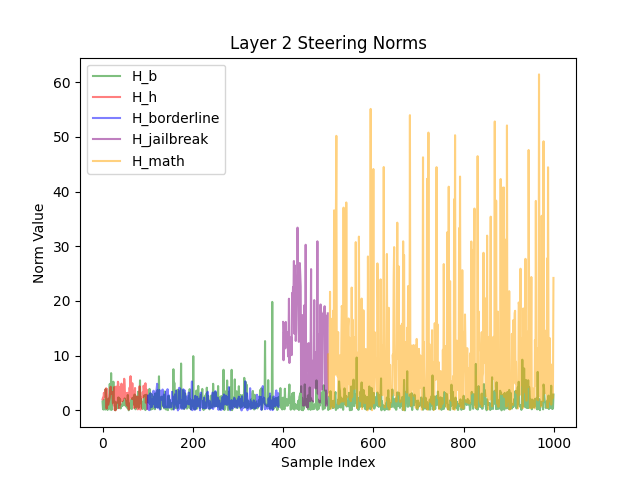 Layer 2 Steering Norms
H_b
H_h
H_borderline
H_jailbreak
H_math
Norm Value
60
50
40
30
20
10
0
0 200 400 600 800 1000
Sample Index